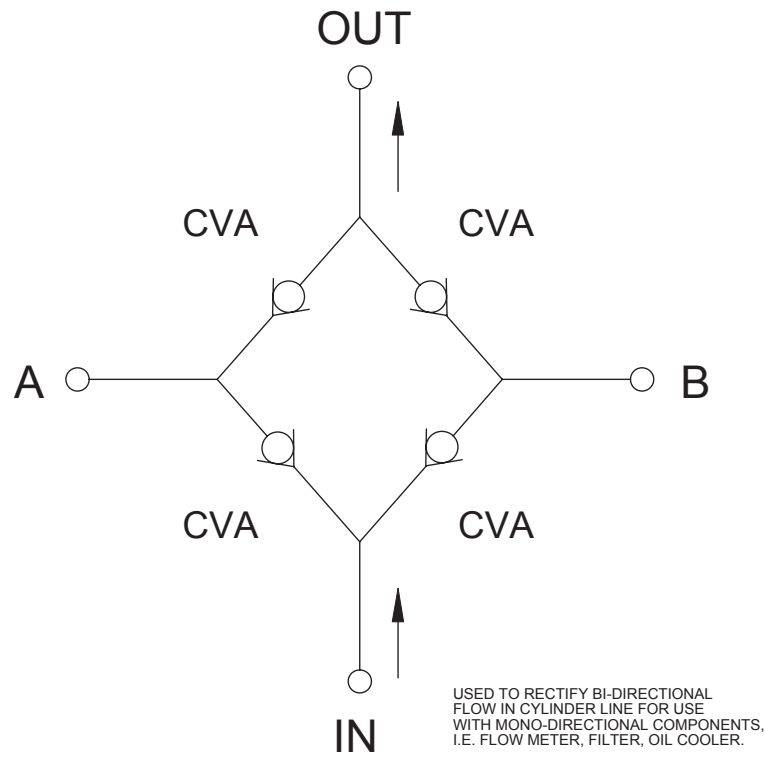 OUT
CVA CVA
A B
CVA CVA
IN
USED TO RECTIFY BI-DIRECTIONAL
FLOW IN CYLINDER LINE FOR USE
WITH MONO-DIRECTIONAL COMPONENTS,
I.E. FLOW METER, FILTER, OIL COOLER.